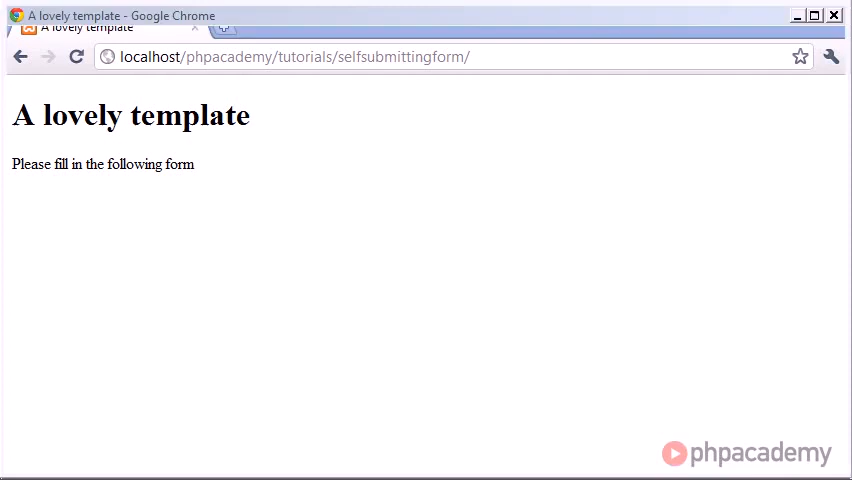 A lovely template - Google Chrome
A lovely template
localhost/phpacademy/tutorials/selfsubmittingform/
A lovely template
Please fill in the following form
phpacademy